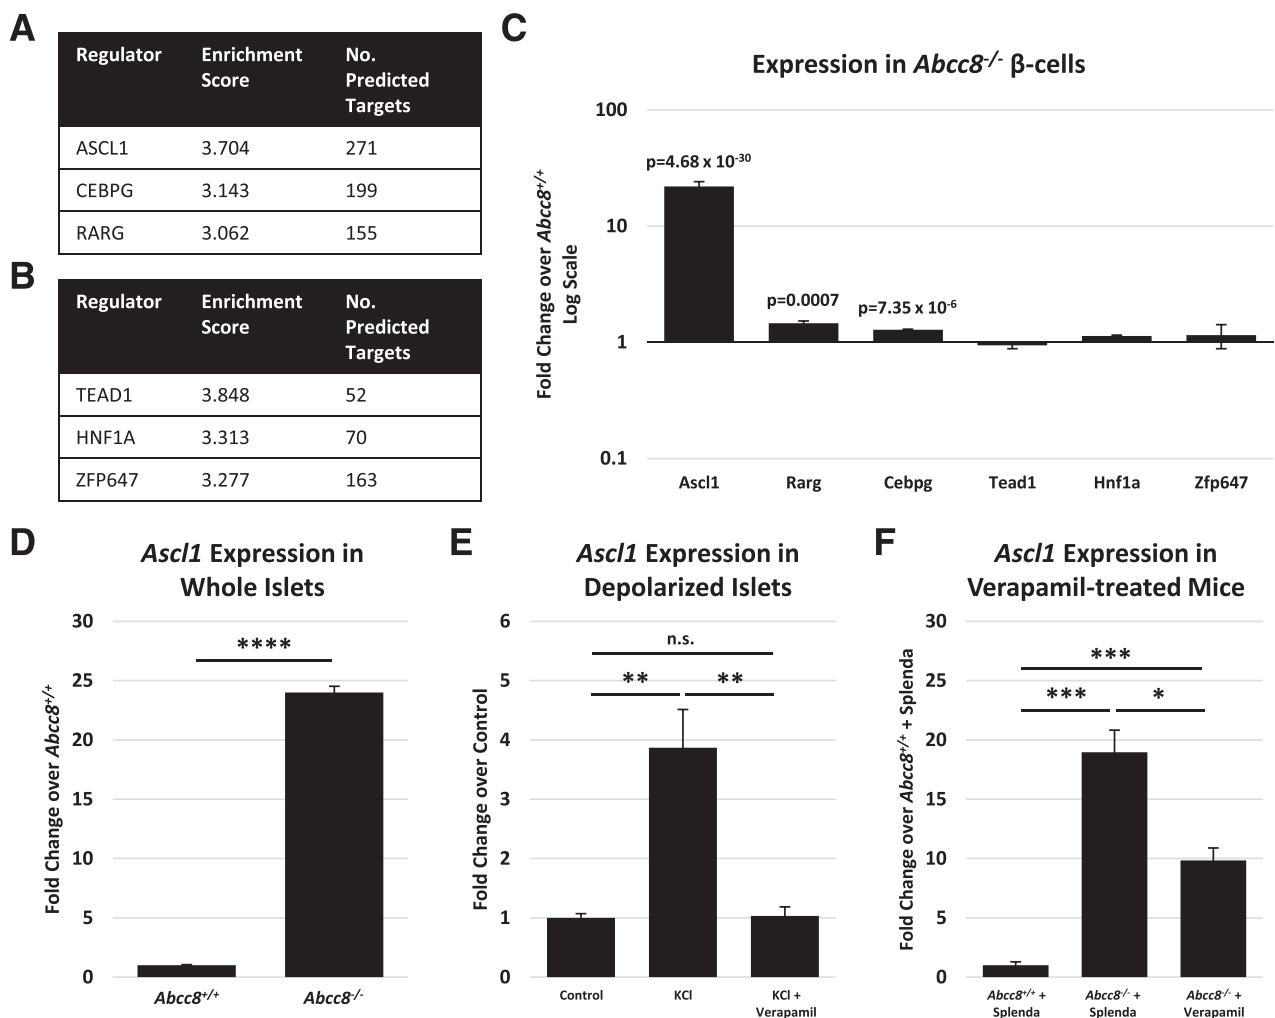 A
Regulator Enrichment Score No. Predicted Targets
ASCL1 3.704 271
CEBPG 3.143 199
RARG 3.062 155
B
Regulator Enrichment Score No. Predicted Targets
TEAD1 3.848 52
HNF1A 3.313 70
ZFP647 3.277 163
C
Expression in Abcc8-/- β-cells
Fold Change over Abcc8+/+
Log Scale
100
10
1
0.1
p=4.68 x 10-30
p=0.0007
p=7.35 x 10-6
Ascl1 Rarg Cebpg Tead1 Hnf1a Zfp647
D
Ascl1 Expression in
Whole Islets
Fold Change over Abcc8+/+
30
25
20
15
10
5
0
****
Abcc8+/+ Abcc8-/-
E
Ascl1 Expression in
Depolarized Islets
Fold Change over Control
6
5
4
3
2
1
0
n.s.
** **
Control KCl KCl +
Verapamil
F
Ascl1 Expression in
Verapamil-treated Mice
Fold Change over Abcc8+/+ + Splenda
30
25
20
15
10
5
0
***
*** *
Abcc8+/+ + Abcc8-/- + Abcc8-/- +
Splenda Splenda Verapamil